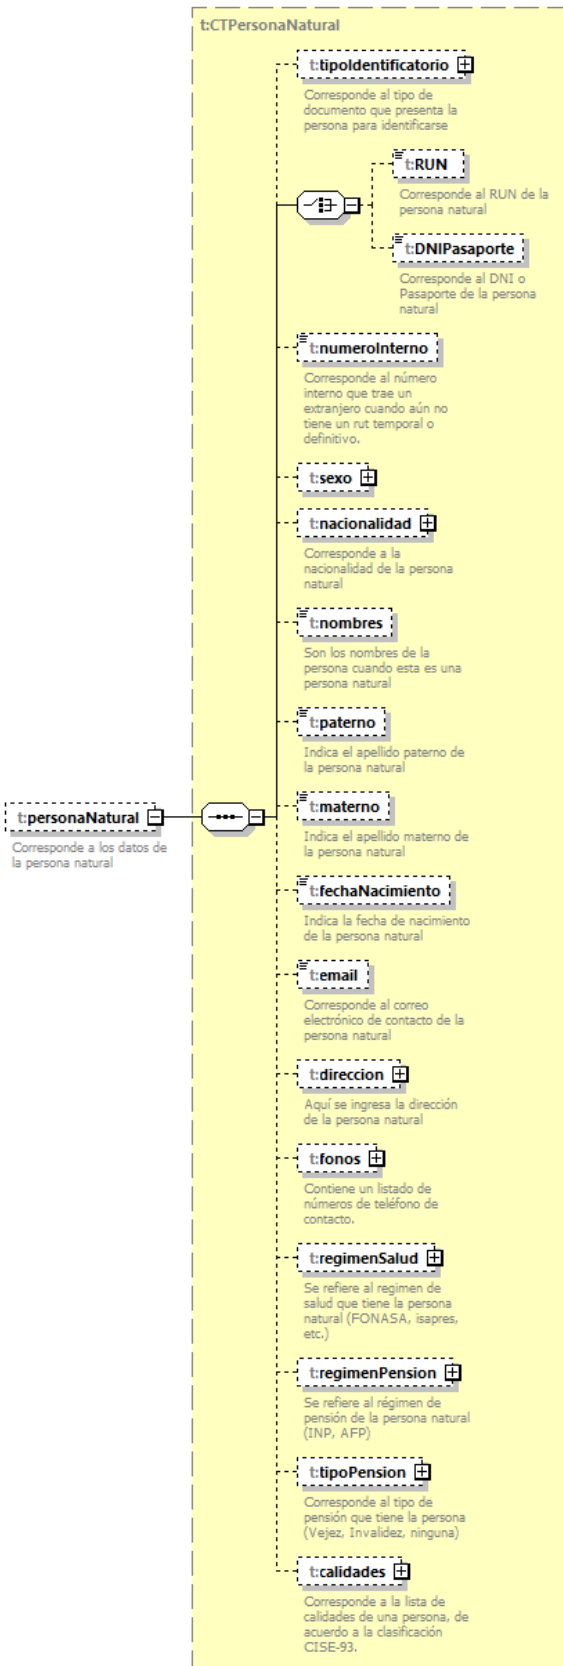 t:CTPersonaNatural
t:tipoIdentificatorio
Corresponde al tipo de
documento que presenta la
persona para identificarse
t:RUN
Corresponde al RUN de la
persona natural
t:DNIPasaporte
Corresponde al DNI o
Pasaporte de la persona
natural
t:numeroInterno
Corresponde al número
interno que trae un
extranjero cuando aún no
tiene un rut temporal o
definitivo.
t:sexo
t:nacionalidad
Corresponde a la
nacionalidad de la persona
natural
t:nombres
Son los nombres de la
persona cuando esta es una
persona natural
t:paterno
Indica el apellido paterno de
la persona natural
t:personaNatural
Corresponde a los datos de
la persona natural
t:materno
Indica el apellido materno de
la persona natural
t:fechaNacimiento
Indica la fecha de nacimiento
de la persona natural
t:email
Corresponde al correo
electrónico de contacto de la
persona natural
t:direccion
Aquí se ingresa la dirección
de la persona natural
t:fonos
Contiene un listado de
números de teléfono de
contacto.
t:regimenSalud
Se refiere al regimen de
salud que tiene la persona
natural (FONASA, isapres,
etc.)
t:regimenPension
Se refiere al régimen de
pensión de la persona natural
(INP, AFP)
t:tipoPension
Corresponde al tipo de
pensión que tiene la persona
(Vejez, Invalidez, ninguna)
t:calidades
Corresponde a la lista de
calidades de una persona, de
acuerdo a la clasificación
CISE-93.